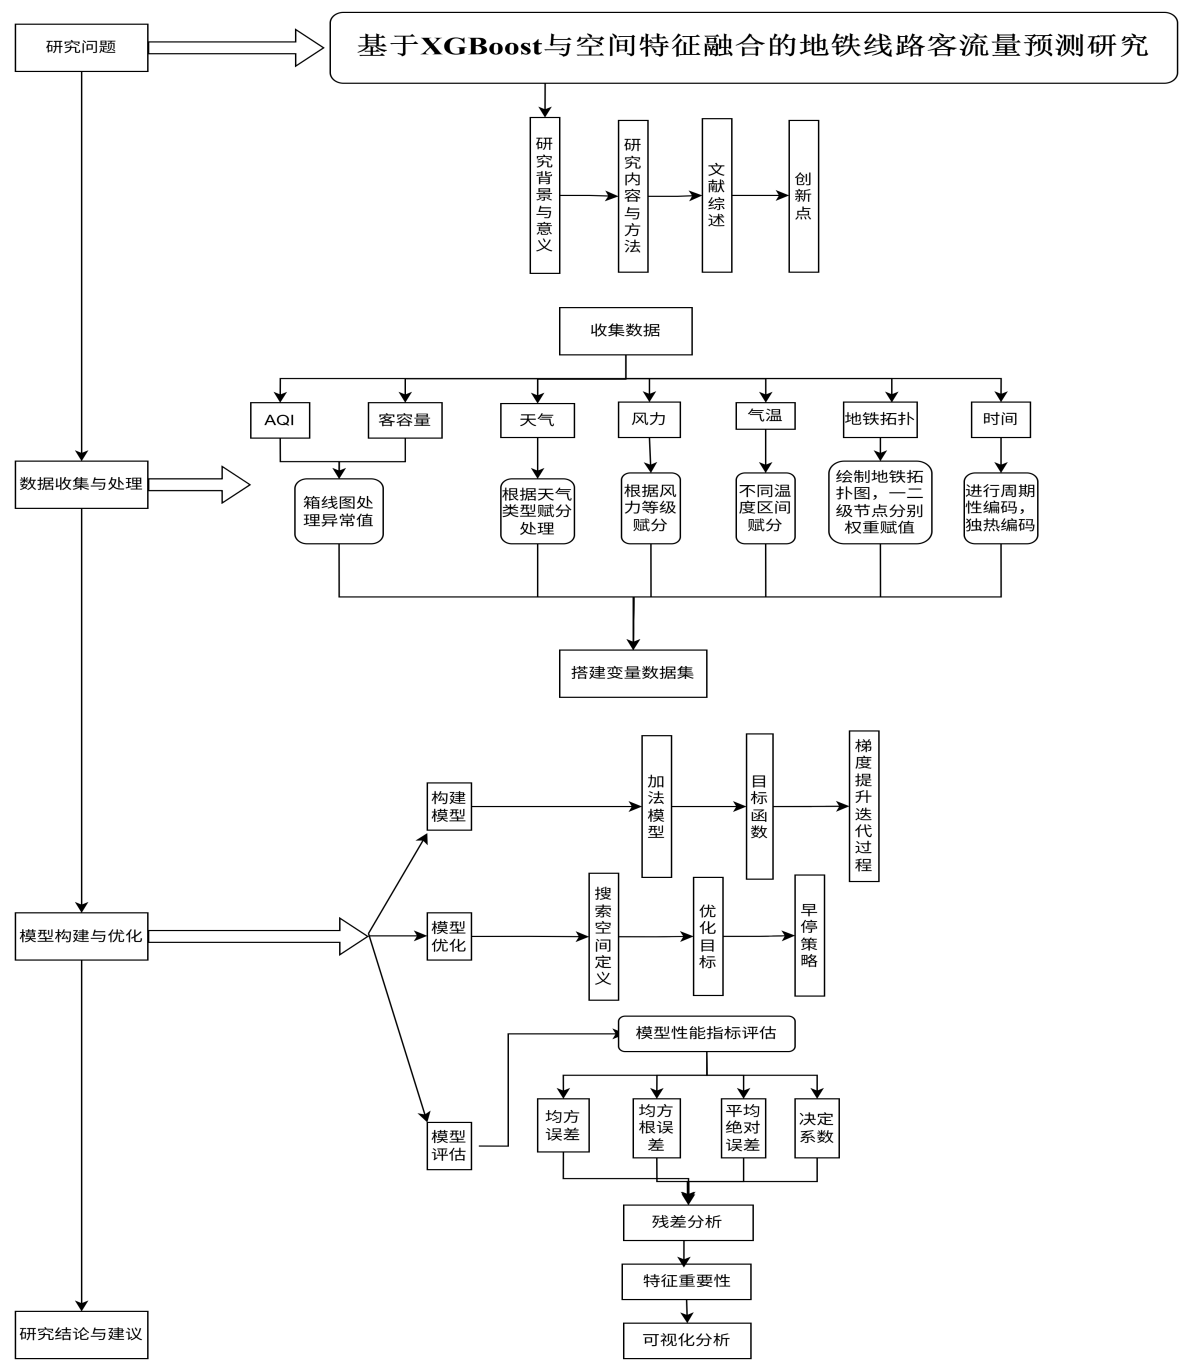 研究问题
基于XGBoost与空间特征融合的地铁线路客流量预测研究
研究背景与意义
研究内容与方法
文献综述
创新点
收集数据
AQI
客容量
天气
风力
气温
地铁拓扑
时间
数据收集与处理
箱线图处
理异常值
根据天气
类型赋分
处理
根据风
力等级
赋分
不同温
度区间
赋分
绘制地铁拓
扑图，一二
级节点分别
权重赋值
进行周期
性编码，
独热编码
搭建变量数据集
构建
模型
加法模型
目标函数
梯度提升迭代过程
模型构建与优化
模型
优化
搜索空间定义
优化目标
早停策略
模型
评估
模型性能指标评估
均方
误差
均方
根误
差
平均
绝对
误差
决定
系数
残差分析
特征重要性
可视化分析
研究结论与建议